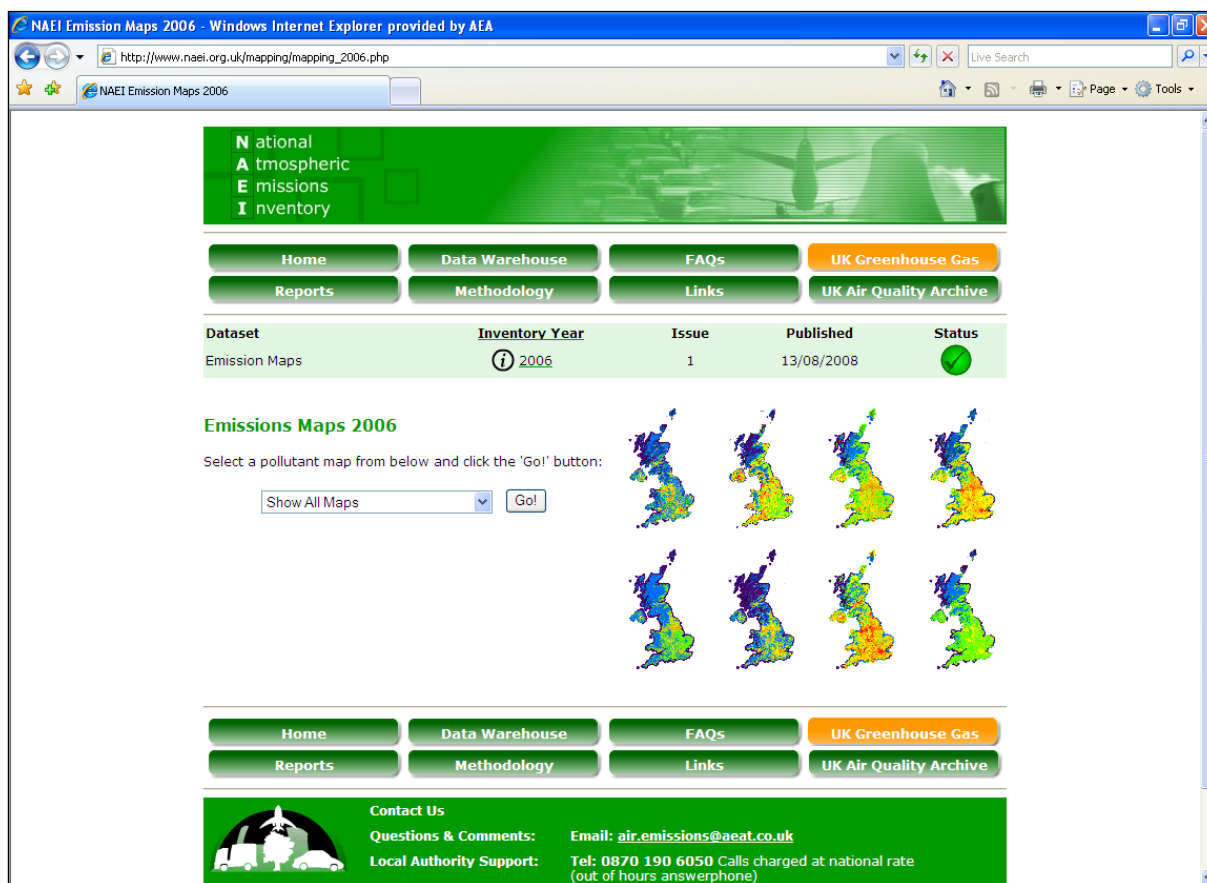 NAEI Emission Maps 2006 - Windows Internet Explorer provided by AEA
http://www.naei.org.uk/mapping/mapping_2006.php
Live Search
NAEI Emission Maps 2006
Page
Tools
National
Atmospheric
Emissions
Inventory
Home Data Warehouse FAQs UK Greenhouse Gas
Reports Methodology Links UK Air Quality Archive
Dataset Inventory Year Issue Published Status
Emission Maps i 2006 1 13/08/2008
Emissions Maps 2006
Select a pollutant map from below and click the 'Go!' button:
Show All Maps Go!
Home Data Warehouse FAQs UK Greenhouse Gas
Reports Methodology Links UK Air Quality Archive
Contact Us
Questions & Comments: Email: air.emissions@aeat.co.uk
Local Authority Support: Tel: 0870 190 6050 Calls charged at national rate
(out of hours answerphone)